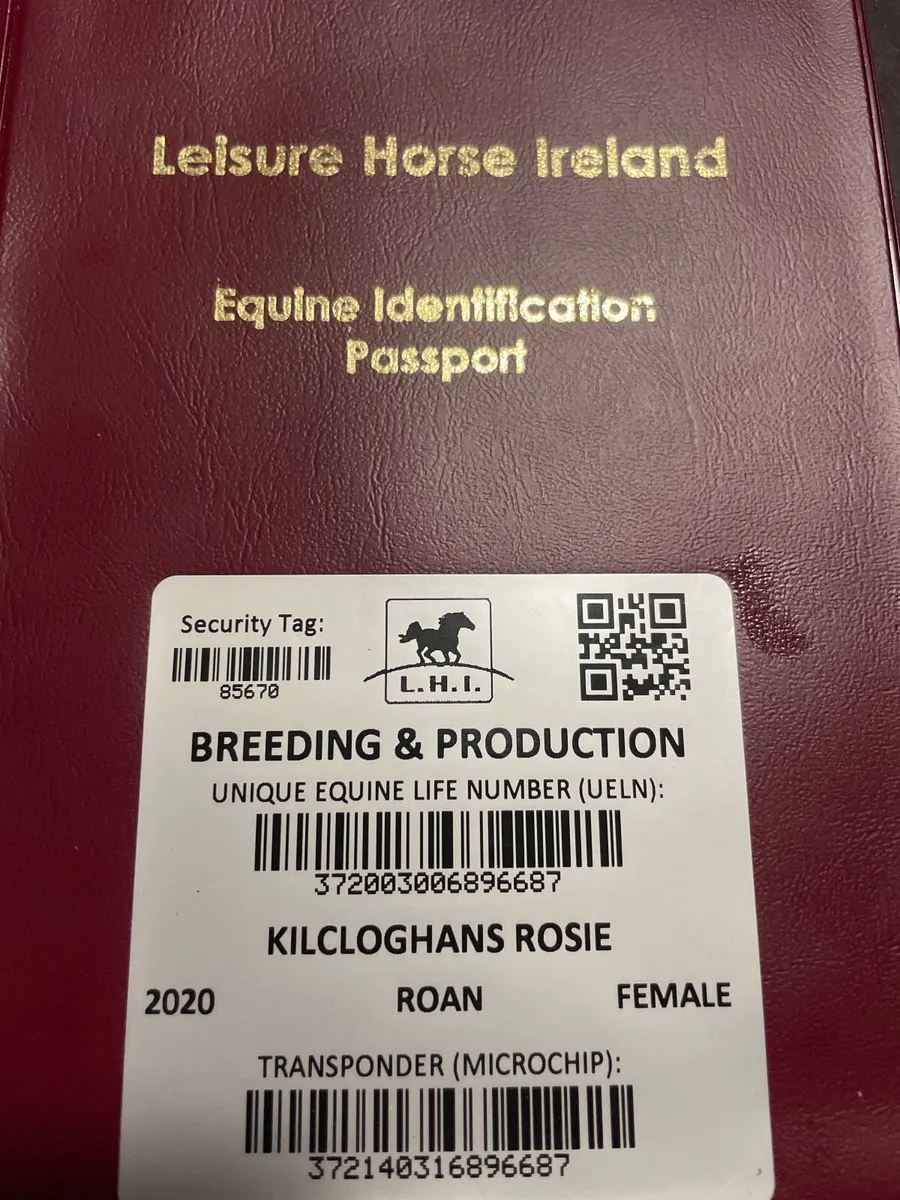 Leisure Horse Ireland
Equine Identification
Passport
Security Tag:
85670
L.H.I.
BREEDING & PRODUCTION
UNIQUE EQUINE LIFE NUMBER (UELN):
372003006896687
KILCLOGHANS ROSIE
2020 ROAN FEMALE
TRANSPONDER (MICROCHIP):
372140316896687